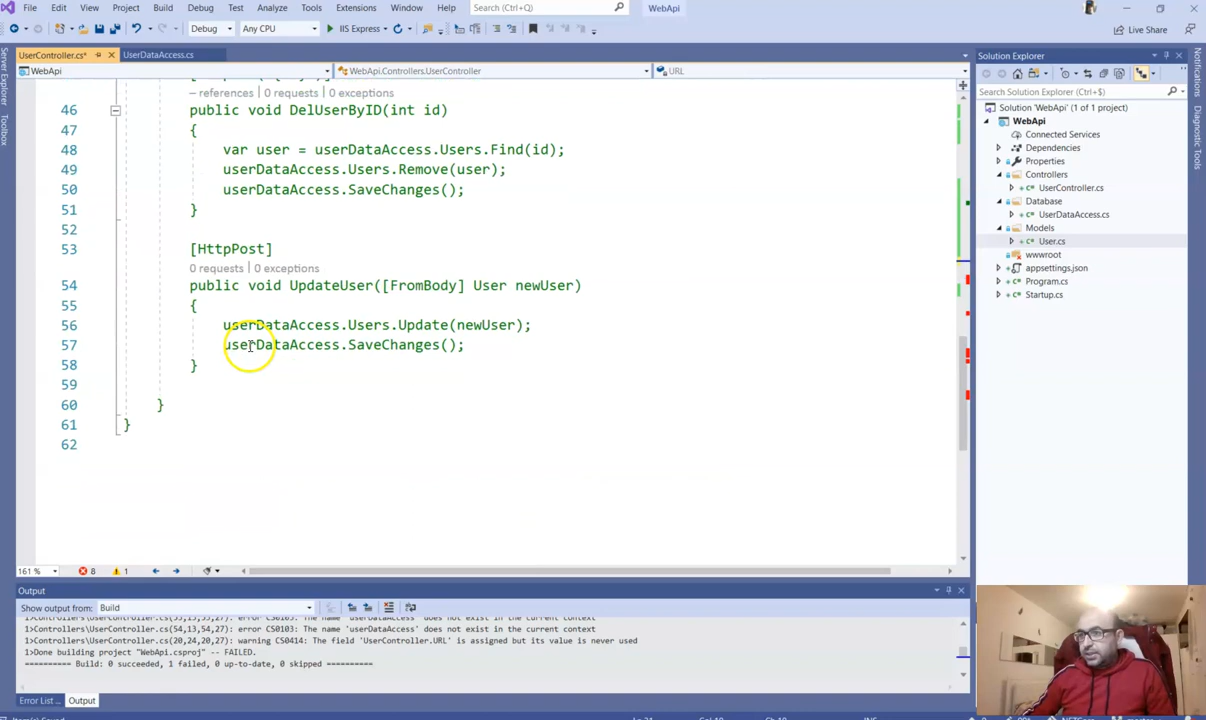 File Edit View Project Build Debug Test Analyze Tools Extensions Window Help Search (Ctrl+Q) WebApi
Debug Any CPU IIS Express Live Share
UserController.cs* UserDataAccess.cs
WebApi WebApi.Controllers.UserController URL
– references | 0 requests | 0 exceptions
46 public void DelUserByID(int id)
47 {
48 var user = userDataAccess.Users.Find(id);
49 userDataAccess.Users.Remove(user);
50 userDataAccess.SaveChanges();
51 }
52
53 [HttpPost]
0 requests | 0 exceptions
54 public void UpdateUser([FromBody] User newUser)
55 {
56 userDataAccess.Users.Update(newUser);
57 userDataAccess.SaveChanges();
58 }
59
60 }
61 }
62
161 % 8 1
Output
Show output from: Build
1>Controllers\UserController.cs(54,13,54,27): error CS0103: The name 'userDataAccess' does not exist in the current context
1>Controllers\UserController.cs(20,24,20,27): warning CS0414: The field 'UserController.URL' is assigned but its value is never used
1>Done building project "WebApi.csproj" -- FAILED.
========== Build: 0 succeeded, 1 failed, 0 up-to-date, 0 skipped ==========
Error List ... Output
Server Explorer
Toolbox
Solution Explorer
Search Solution Explorer (Ctrl+$)
Solution 'WebApi' (1 of 1 project)
WebApi
Connected Services
Dependencies
Properties
Controllers
UserController.cs
Database
UserDataAccess.cs
Models
User.cs
wwwroot
appsettings.json
Program.cs
Startup.cs
Notifications
Diagnostic Tools